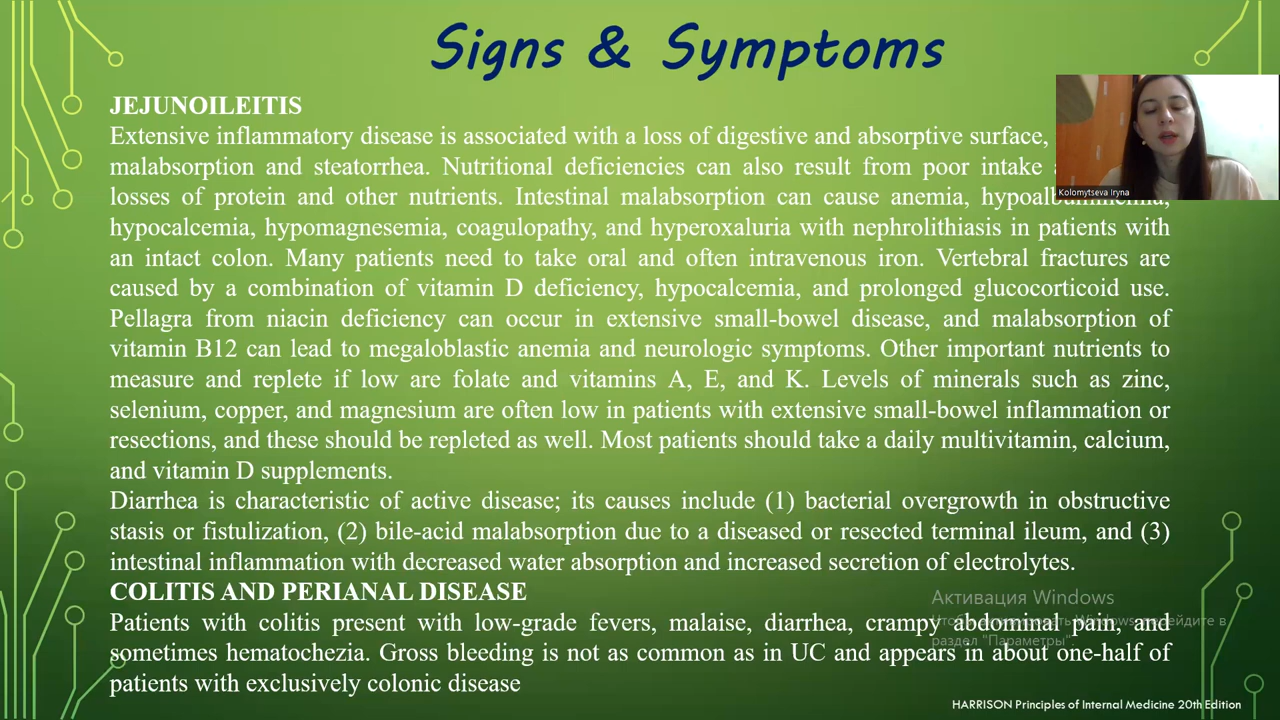 Signs & Symptoms
JEJUNOILEITIS
Extensive inflammatory disease is associated with a loss of digestive and absorptive surface,
malabsorption and steatorrhea. Nutritional deficiencies can also result from poor intake
losses of protein and other nutrients. Intestinal malabsorption can cause anemia,
hypocalcemia, hypomagnesemia, coagulopathy, and hyperoxaluria with nephrolithiasis in patients with
an intact colon. Many patients need to take oral and often intravenous iron. Vertebral fractures are
caused by a combination of vitamin D deficiency, hypocalcemia, and prolonged glucocorticoid use.
Pellagra from niacin deficiency can occur in extensive small-bowel disease, and malabsorption of
vitamin B12 can lead to megaloblastic anemia and neurologic symptoms. Other important nutrients to
measure and replete if low are folate and vitamins A, E, and K. Levels of minerals such as zinc,
selenium, copper, and magnesium are often low in patients with extensive small-bowel inflammation or
resections, and these should be repleted as well. Most patients should take a daily multivitamin, calcium,
and vitamin D supplements.
Diarrhea is characteristic of active disease; its causes include (1) bacterial overgrowth in obstructive
stasis or fistulization, (2) bile-acid malabsorption due to a diseased or resected terminal ileum, and (3)
intestinal inflammation with decreased water absorption and increased secretion of electrolytes.
COLITIS AND PERIANAL DISEASE
Patients with colitis present with low-grade fevers, malaise, diarrhea, crampy abdominal pain, and
sometimes hematochezia. Gross bleeding is not as common as in UC and appears in about one-half of
patients with exclusively colonic disease
Kolomytseva Iryna
Активация Windows
Чтобы активировать Windows, перейдите в
раздел "Параметры".
HARRISON Principles of Internal Medicine 20th Edition